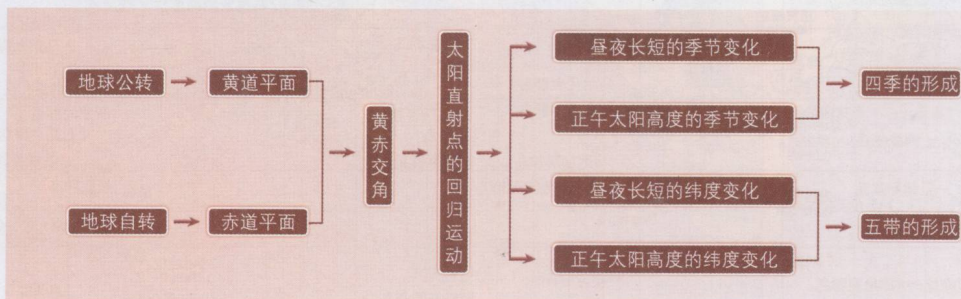 地球公转
黄道平面
地球自转
赤道平面
黄赤交角
太阳直射点的回归运动
昼夜长短的季节变化
正午太阳高度的季节变化
四季的形成
昼夜长短的纬度变化
正午太阳高度的纬度变化
五带的形成